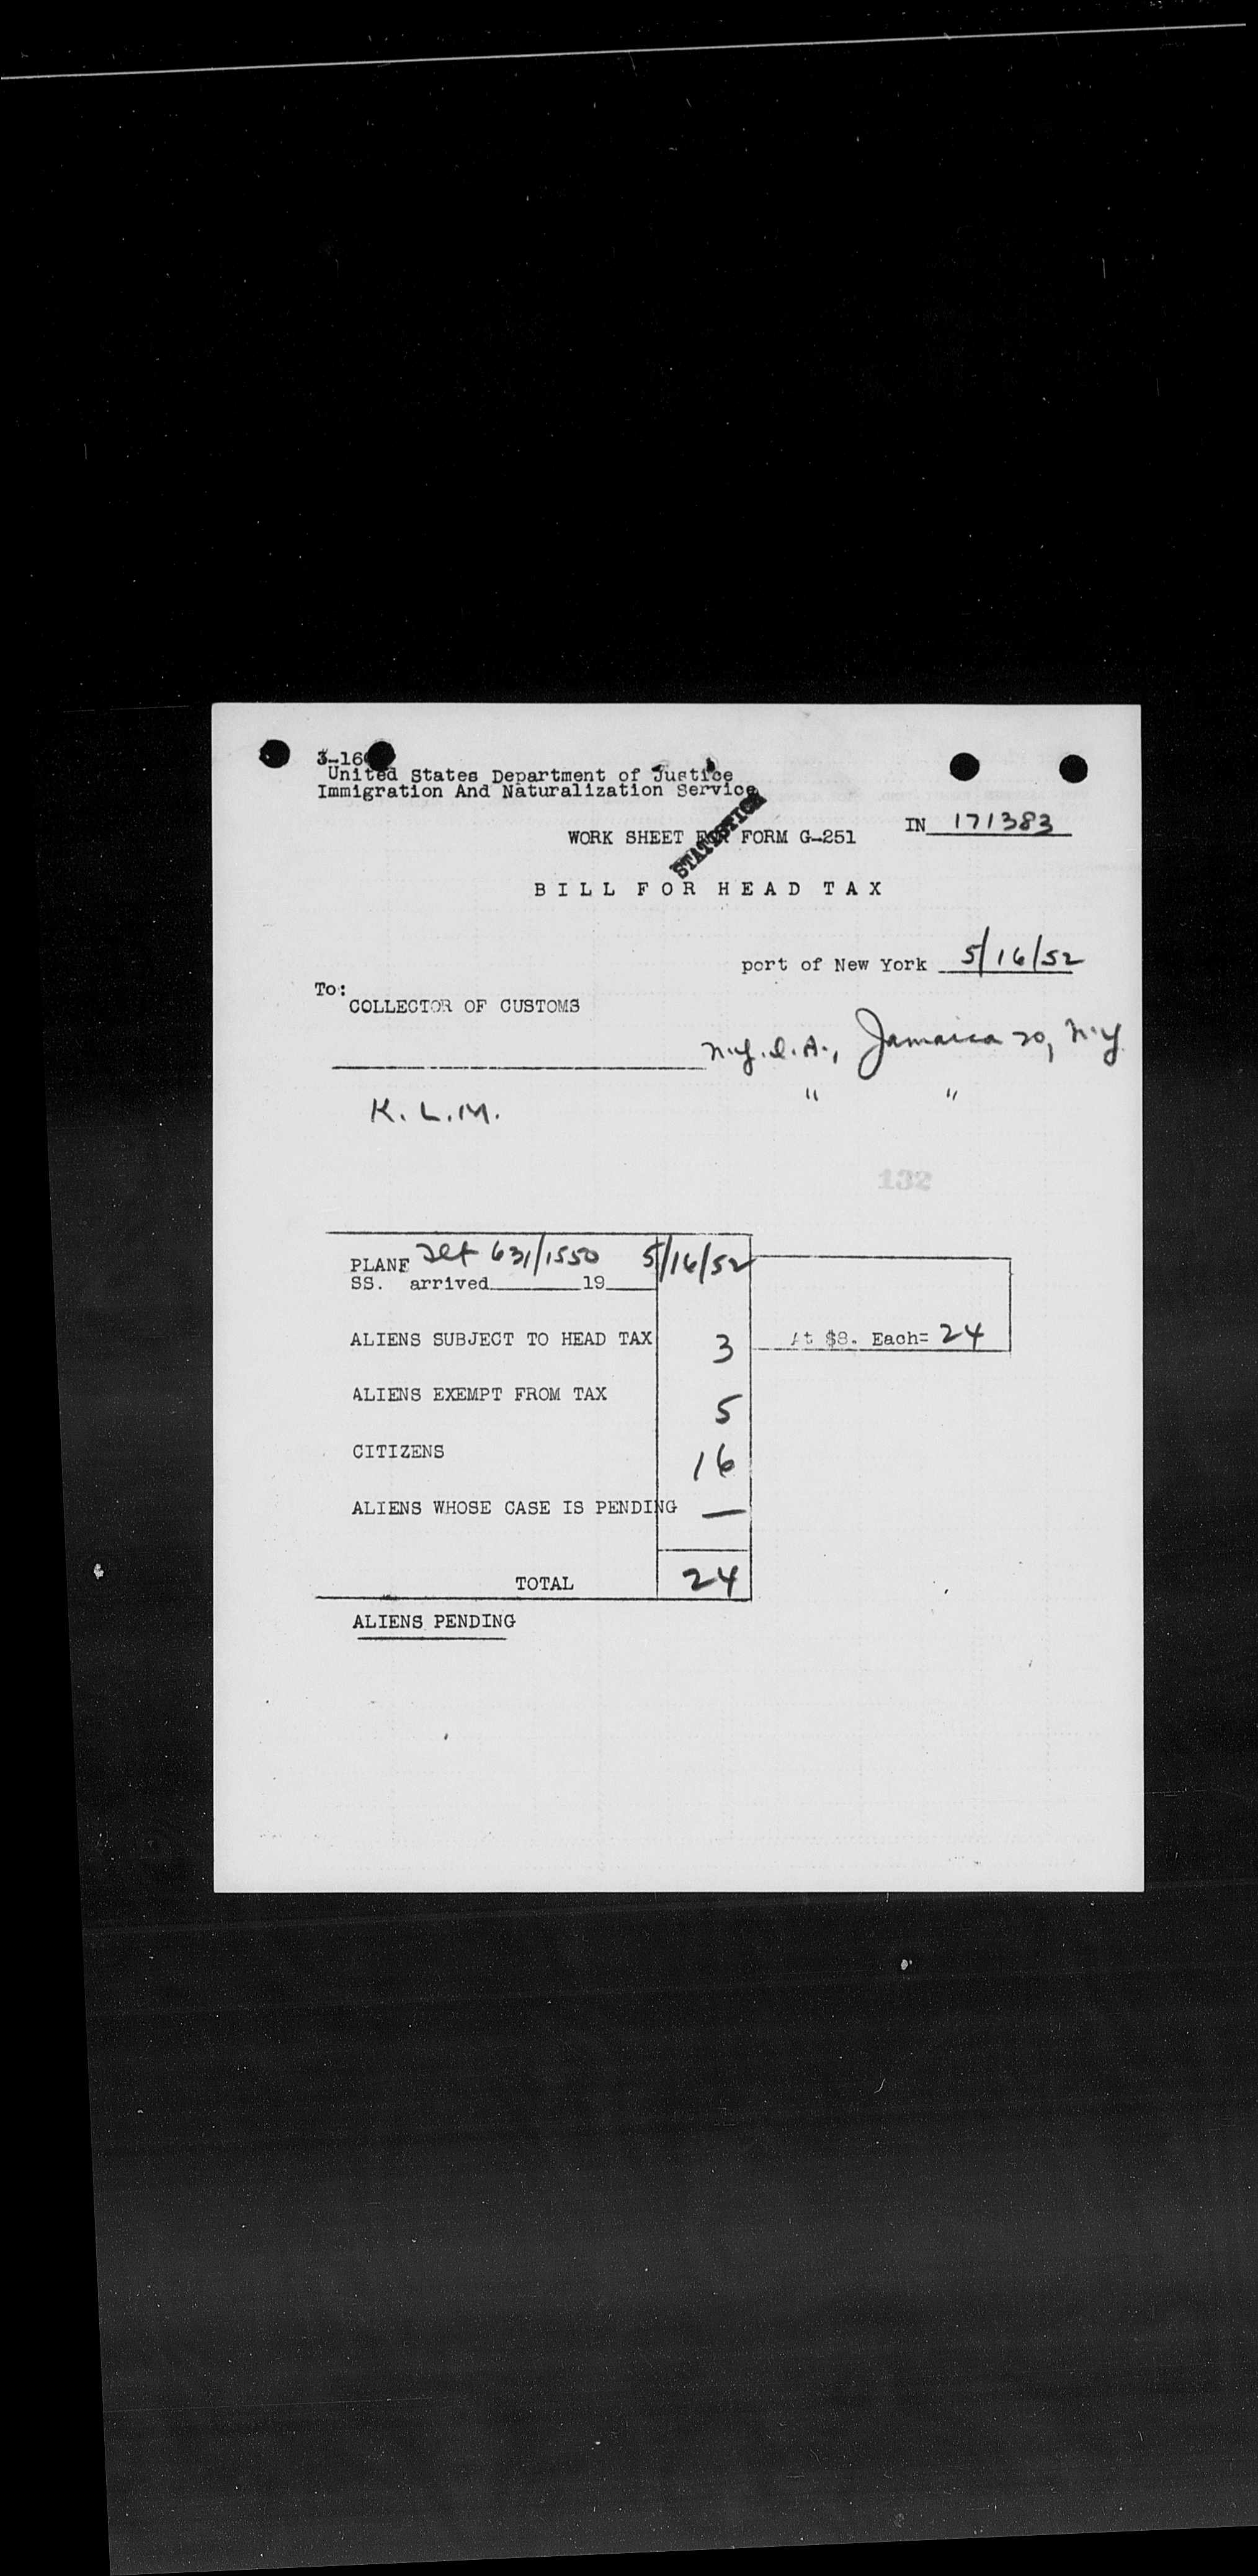 3-16
United States Department of Justice
Immigration And Naturalization Service
STATISTICS
WORK SHEET FOR FORM G-251
IN 171383
BILL FOR HEAD TAX
port of New York 5/16/52
To:
COLLECTOR OF CUSTOMS
N.Y.I.A., Jamaica 20, N.Y.
K. L. M. " "
132
PLANE 631/1550 5/16/52
SS. arrived 19
ALIENS SUBJECT TO HEAD TAX 3 At $8. Each= 24
ALIENS EXEMPT FROM TAX 5
CITIZENS 16
ALIENS WHOSE CASE IS PENDING —
TOTAL 24
ALIENS PENDING